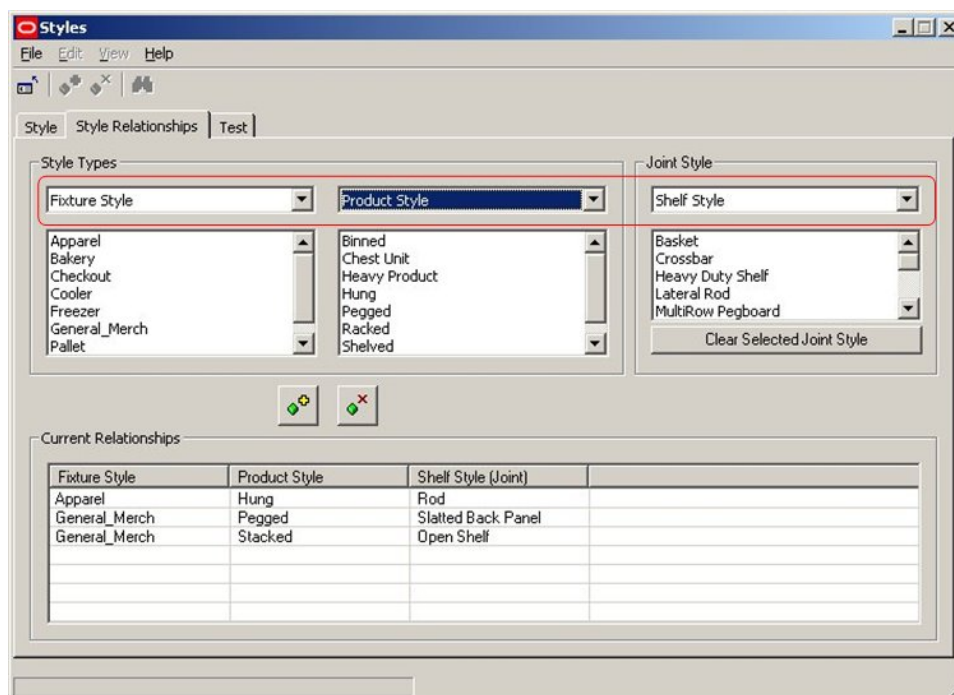 Styles
File Edit View Help
Style Style Relationships Test
Style Types Joint Style
Fixture Style Product Style Shelf Style
Apparel Binned Basket
Bakery Chest Unit Crossbar
Checkout Heavy Product Heavy Duty Shelf
Cooler Hung Lateral Rod
Freezer Pegged MultiRow Pegboard
General_Merch Racked
Pallet Shelved
Clear Selected Joint Style
Current Relationships
Fixture Style Product Style Shelf Style (Joint)
Apparel Hung Rod
General_Merch Pegged Slatted Back Panel
General_Merch Stacked Open Shelf